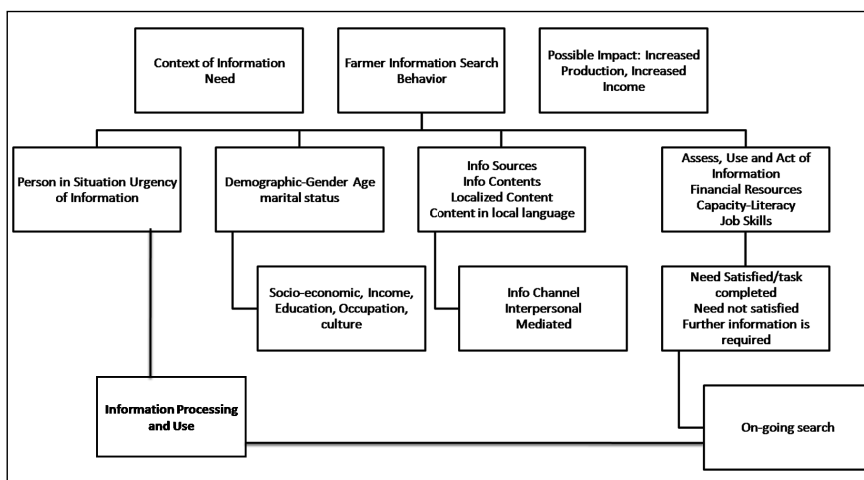 Context of Information
Need
Farmer Information Search
Behavior
Possible Impact: Increased
Production, Increased
Income
Person in Situation Urgency
of Information
Demographic-Gender Age
marital status
Info Sources
Info Contents
Localized Content
Content in local language
Assess, Use and Act of
Information
Financial Resources
Capacity-Literacy
Job Skills
Socio-economic, Income,
Education, Occupation,
culture
Info Channel
Interpersonal
Mediated
Need Satisfied/task
completed
Need not satisfied
Further information is
required
Information Processing
and Use
On-going search